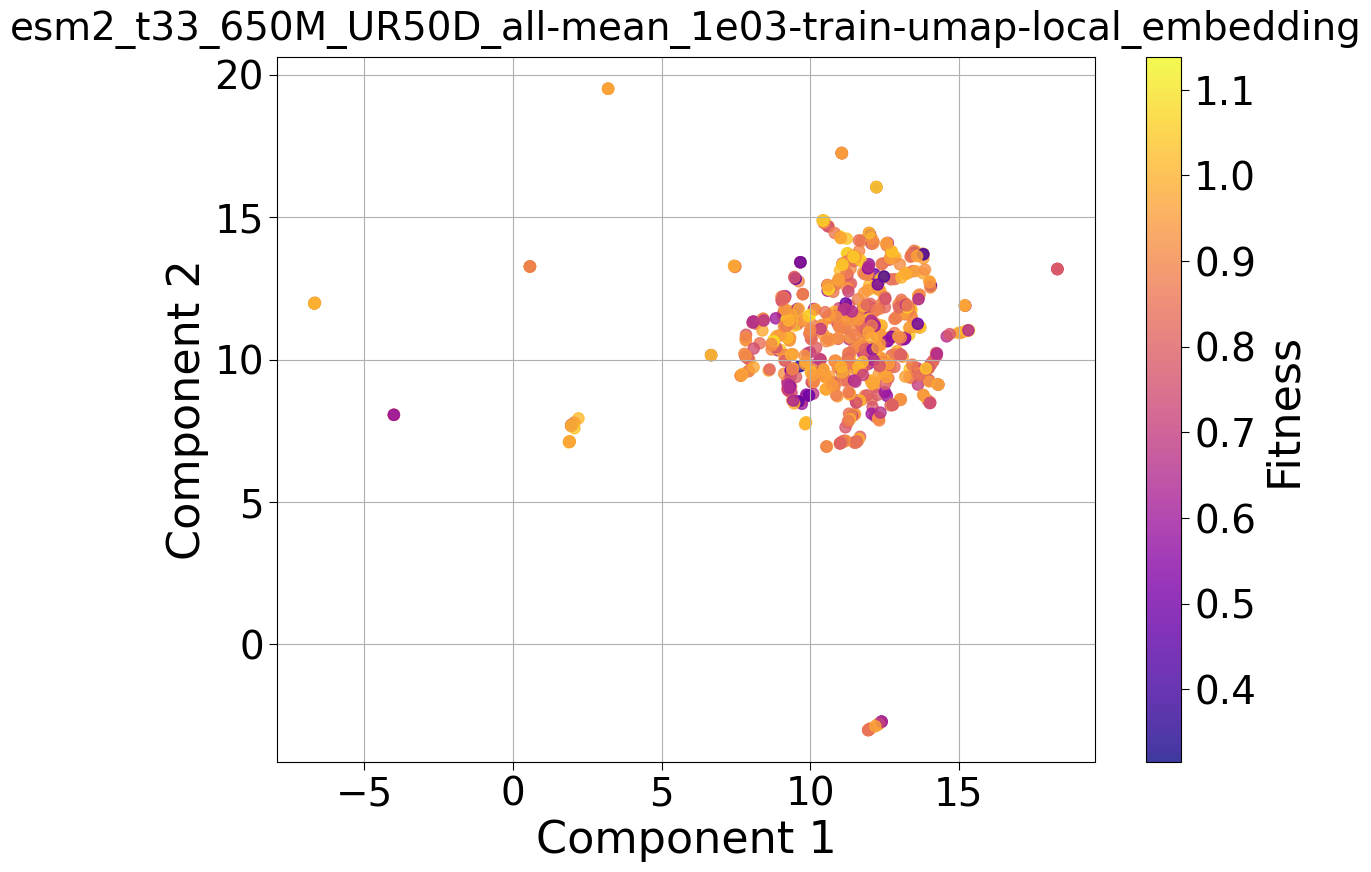 esm2_t33_650M_UR50D_all-mean_1e03-train-umap-local_embedding
20
15
10
5
0
Component 2
−5 0 5 10 15
Component 1
1.1
1.0
0.9
0.8
0.7
0.6
0.5
0.4
Fitness